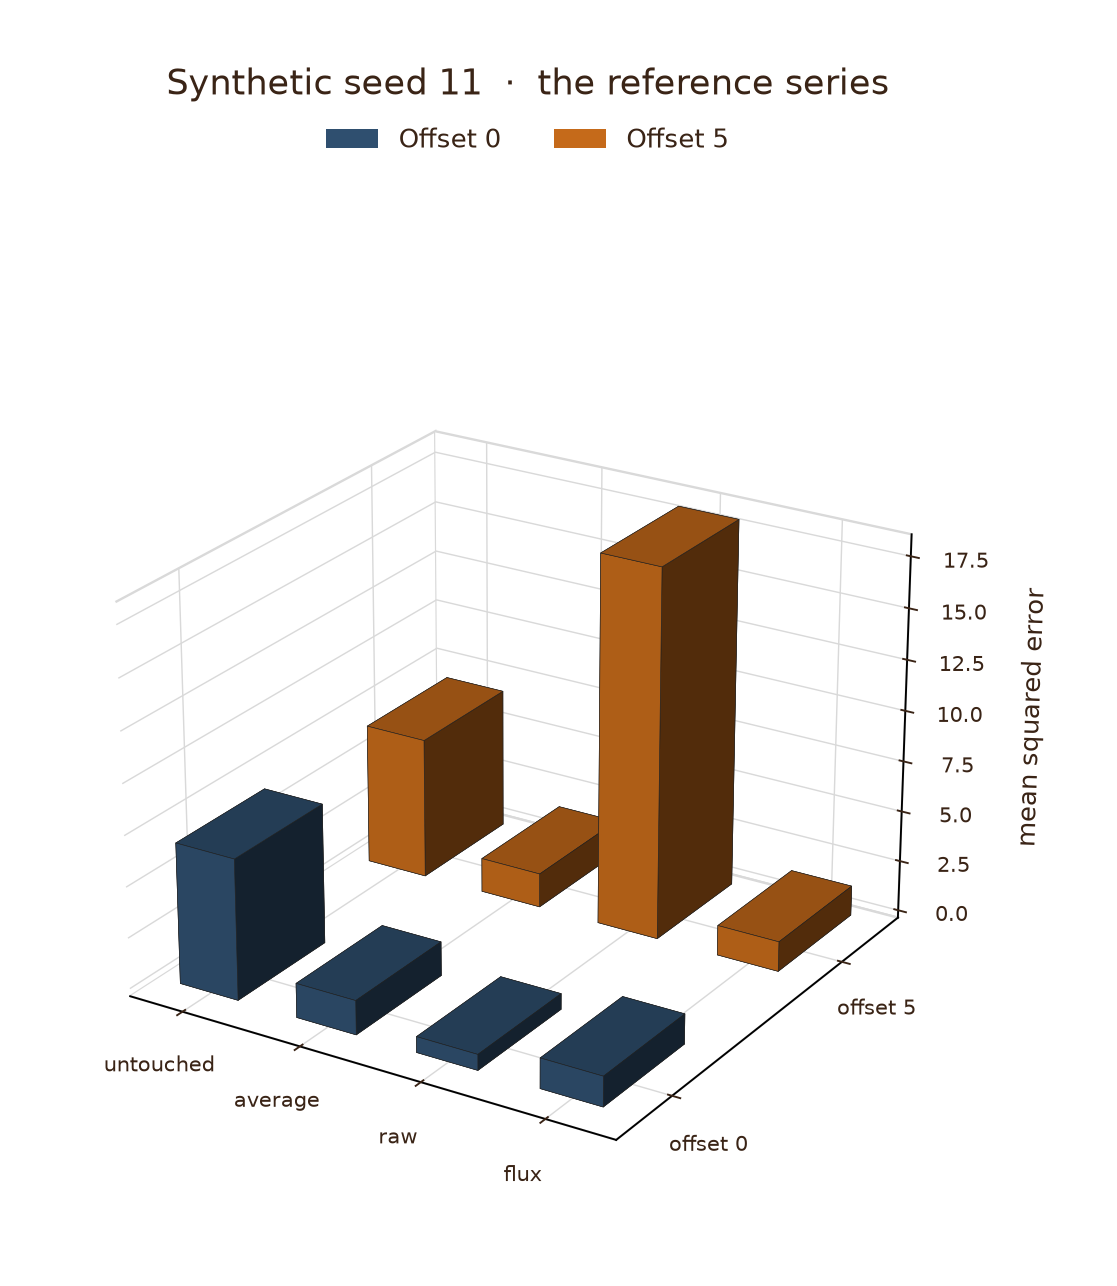 Synthetic seed 11 · the reference series
Offset 0
Offset 5
17.5
15.0
12.5
10.0
7.5
5.0
2.5
0.0
mean squared error
untouched
average
raw
flux
offset 0
offset 5